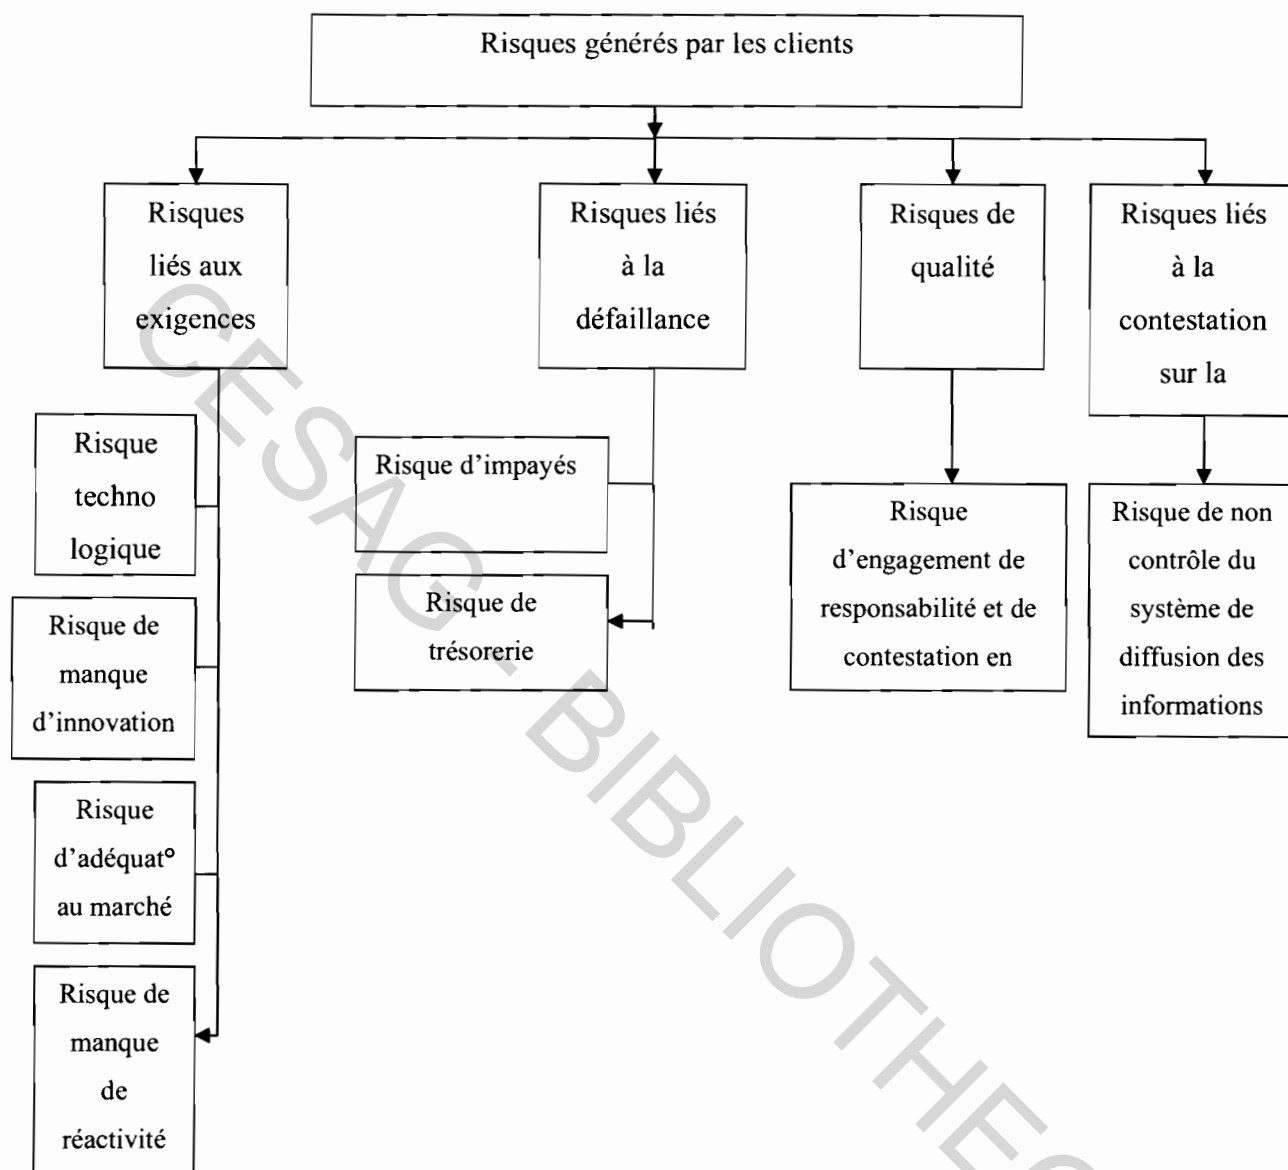 Risques générés par les clients
Risques
liés aux
exigences
Risques liés
à la
défaillance
Risques de
qualité
Risques liés
à la
contestation
sur la
Risque
techno
logique
Risque de
manque
d'innovation
Risque
d'adéquat°
au marché
Risque de
manque
de
réactivité
Risque d'impayés
Risque de
trésorerie
Risque
d'engagement de
responsabilité et de
contestation en
Risque de non
contrôle du
système de
diffusion des
informations
CESAG - BIBLIOTHE